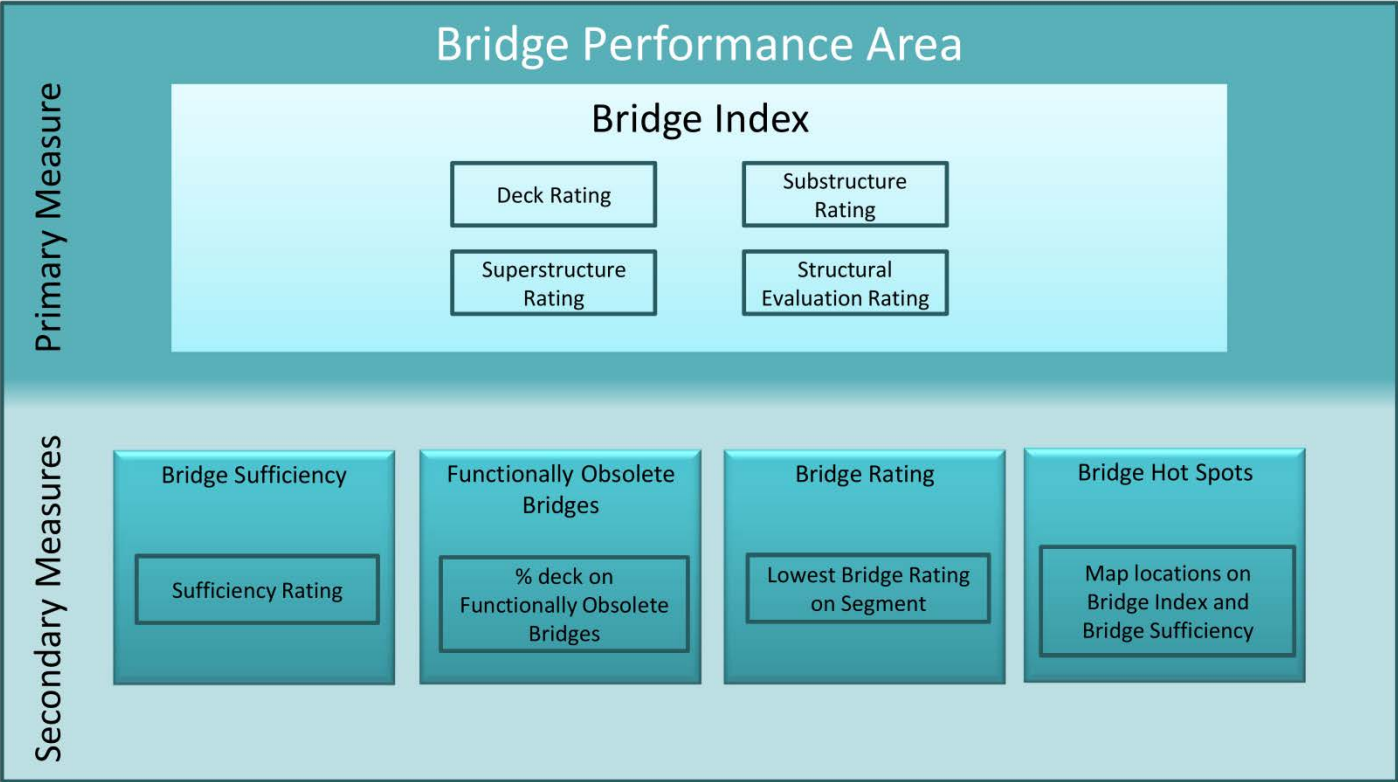 Bridge Performance Area
Primary Measure
Bridge Index
Deck Rating
Substructure
Rating
Superstructure
Rating
Structural
Evaluation Rating
Secondary Measures
Bridge Sufficiency
Sufficiency Rating
Functionally Obsolete
Bridges
% deck on
Functionally Obsolete
Bridges
Bridge Rating
Lowest Bridge Rating
on Segment
Bridge Hot Spots
Map locations on
Bridge Index and
Bridge Sufficiency